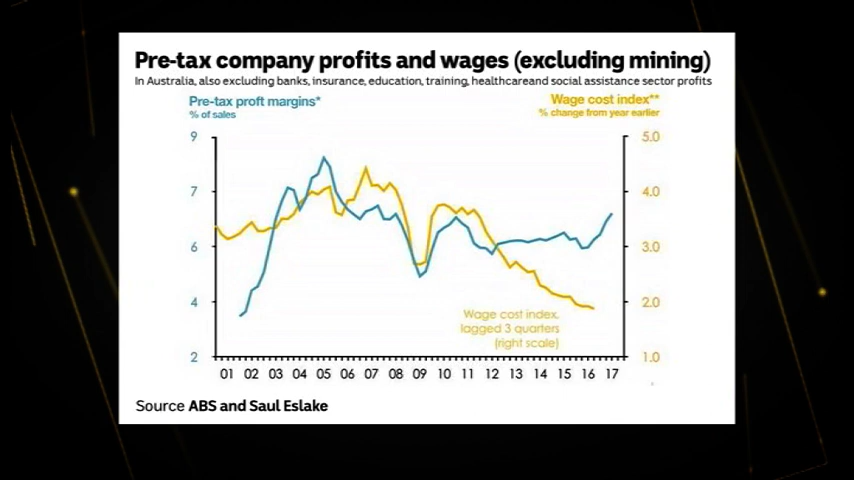 Pre-tax company profits and wages (excluding mining)
In Australia, also excluding banks, insurance, education, training, healthcareand social assistance sector profits
Pre-tax proft margins*
% of sales
Wage cost index**
% change from year earlier
9
7
6
4
2
5.0
4.0
3.0
2.0
1.0
Wage cost index,
lagged 3 quarters
(right scale)
01 02 03 04 05 06 07 08 09 10 11 12 13 14 15 16 17
Source ABS and Saul Eslake